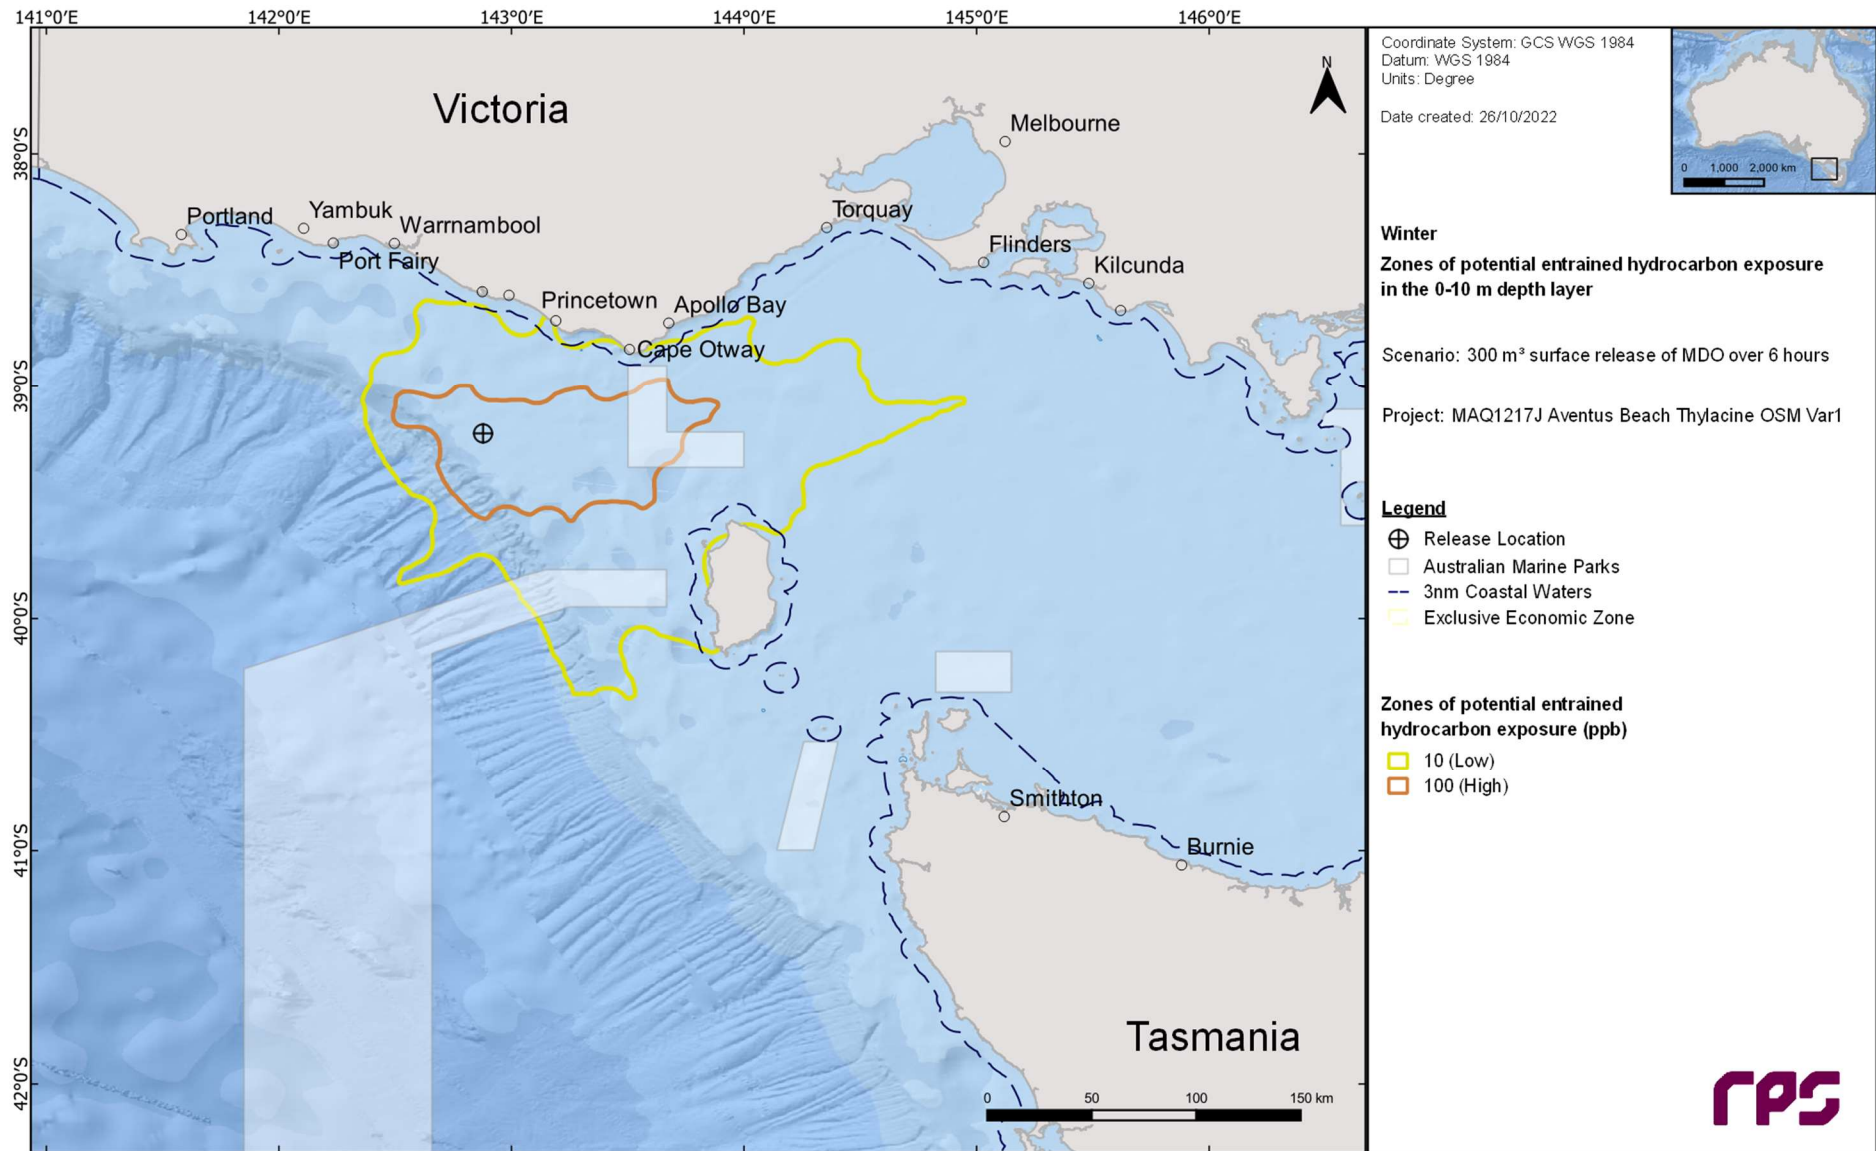 141°0'E 142°0'E 143°0'E 144°0'E 145°0'E 146°0'E
38°0'S
39°0'S
40°0'S
41°0'S
42°0'S
Victoria
N
Melbourne
Portland
Yambuk
Warrnambool
Port Fairy
Torquay
Flinders
Kilcunda
Princetown
Apollo Bay
Cape Otway
Smithton
Burnie
Tasmania
0 50 100 150 km
Coordinate System: GCS WGS 1984
Datum: WGS 1984
Units: Degree
Date created: 26/10/2022
0 1,000 2,000 km
Winter
Zones of potential entrained hydrocarbon exposure
in the 0-10 m depth layer
Scenario: 300 m³ surface release of MDO over 6 hours
Project: MAQ1217J Aventus Beach Thylacine OSM Var1
Legend
Release Location
Australian Marine Parks
3nm Coastal Waters
Exclusive Economic Zone
Zones of potential entrained
hydrocarbon exposure (ppb)
10 (Low)
100 (High)
rps